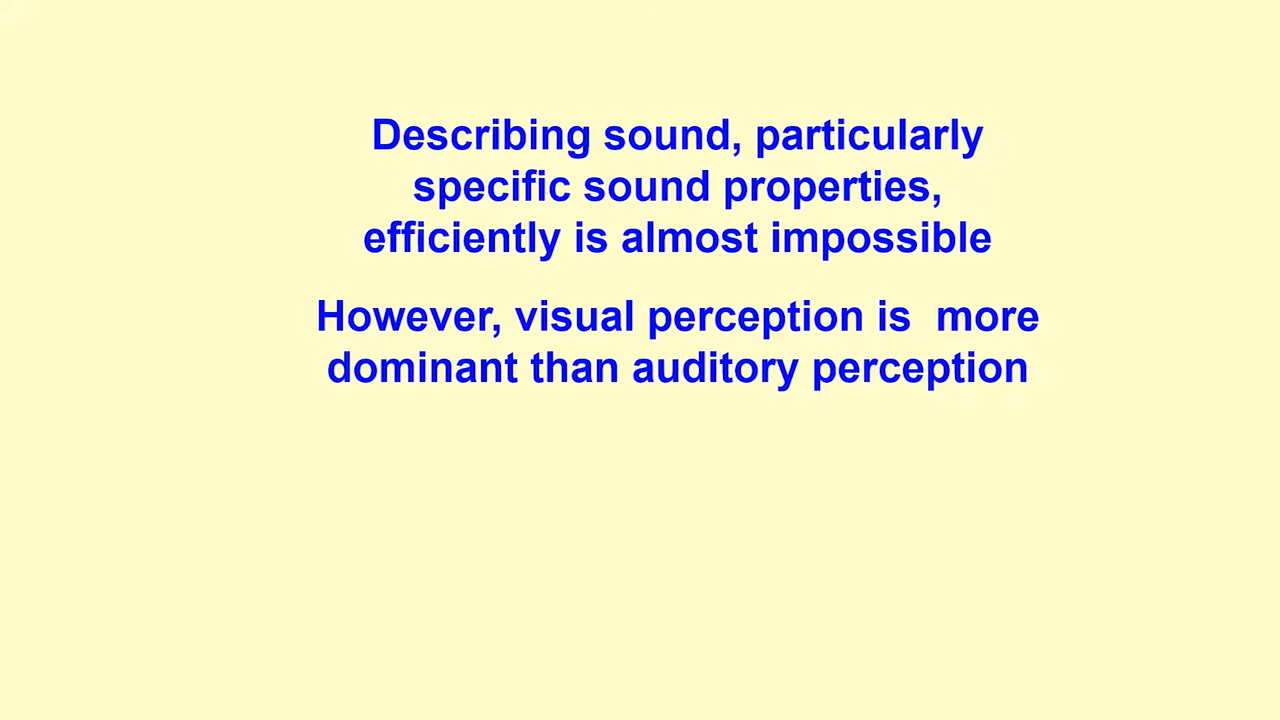 Describing sound, particularly
specific sound properties,
efficiently is almost impossible
However, visual perception is  more
dominant than auditory perception